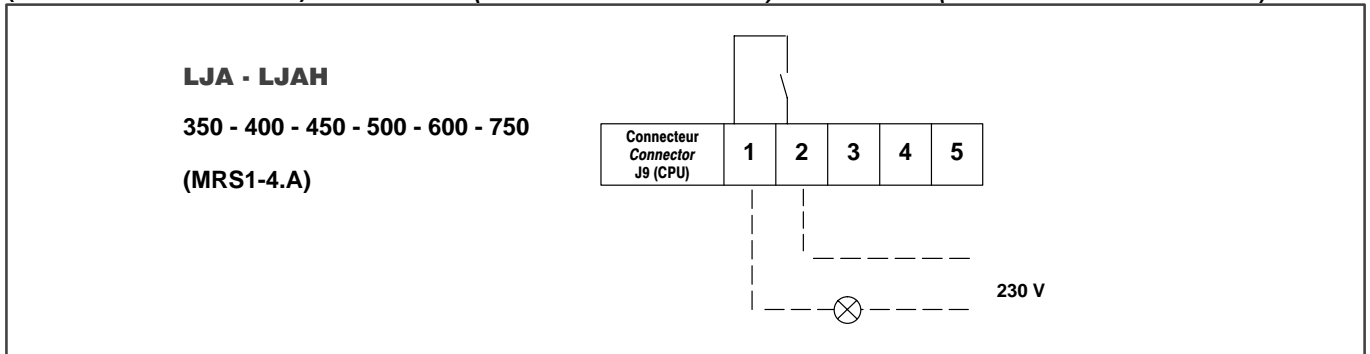 LJA - LJAH
350 - 400 - 450 - 500 - 600 - 750
(MRS1-4.A)
Connecteur
Connector
J9 (CPU)
1 2 3 4 5
230 V